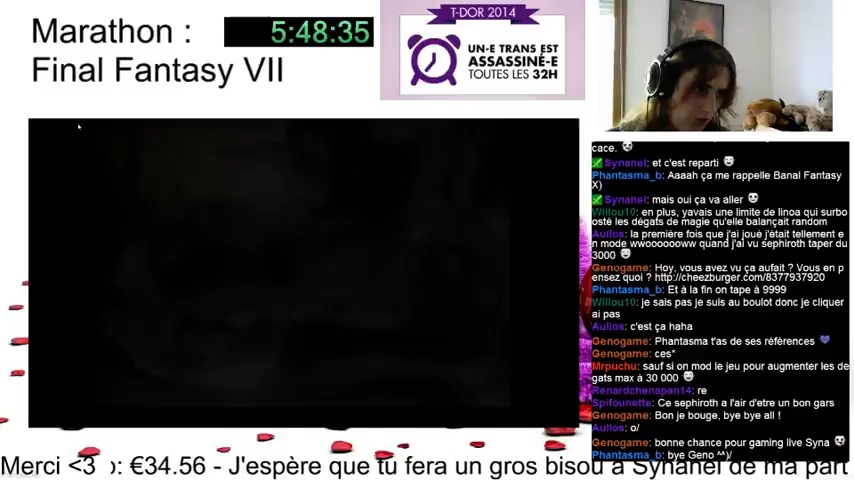 Marathon :
Final Fantasy VII
5:48:35
T-DOR 2014
UN·E TRANS EST
ASSASSINÉ·E
TOUTES LES 32H
cace.
Synanel: et c'est reparti
Phantasma_b: Aaaah ça me rappelle Banal Fantasy
X)
Synanel: mais oui ça va aller
Willou10: en plus, yavais une limite de linoa qui surbo
osté les dégats de magie qu'elle balançait random
Aulios: la première fois que j'ai joué j'était tellement e
n mode wwooooooww quand j'ai vu sephiroth taper du
3000
Genogame: Hoy, vous avez vu ça aufait ? Vous en p
ensez quoi ? http://cheezburger.com/8377937920
Phantasma_b: Et à la fin on tape à 9999
Willou10: je sais pas je suis au boulot donc je cliquer
ai pas
Aulios: c'est ça haha
Genogame: Phantasma t'as de ses références
Genogame: ces*
Mrpuchu: sauf si on mod le jeu pour augmenter les de
gats max à 30 000
Renardchenapan14: re
Spifounette: Ce sephiroth a l'air d'etre un bon gars
Genogame: Bon je bouge, bye bye all !
Aulios: o/
Genogame: bonne chance pour gaming live Syna
Phantasma_b: bye Geno ^^)/
Merci <3 ): €34.56 - J'espère que tu fera un gros bisou a Synanel de ma part